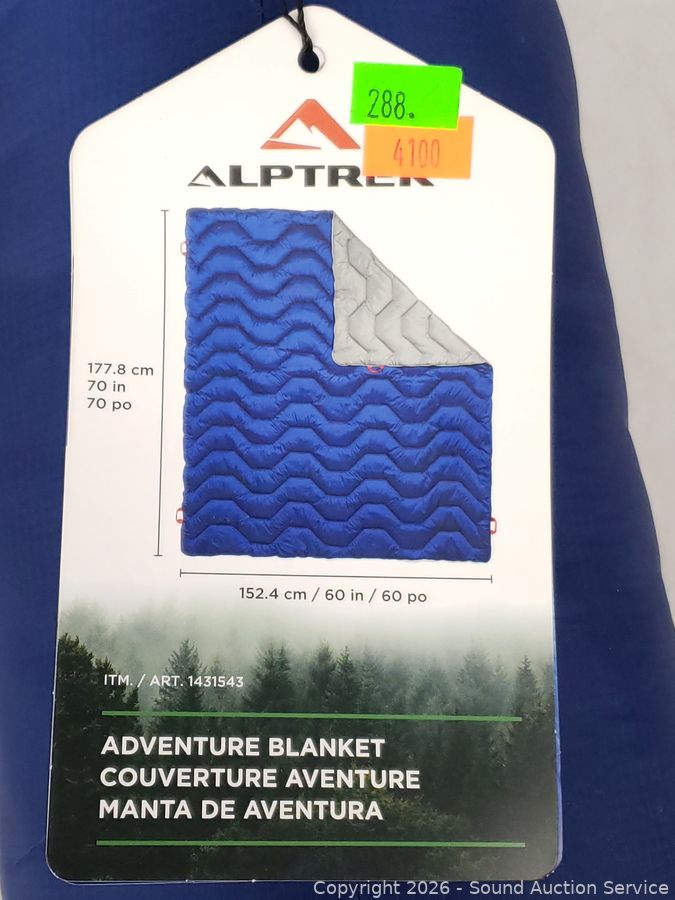 288.
4100
ALPTREK
177.8 cm
70 in
70 po
152.4 cm / 60 in / 60 po
ITM. / ART. 1431543
ADVENTURE BLANKET
COUVERTURE AVENTURE
MANTA DE AVENTURA
Copyright 2026 - Sound Auction Service